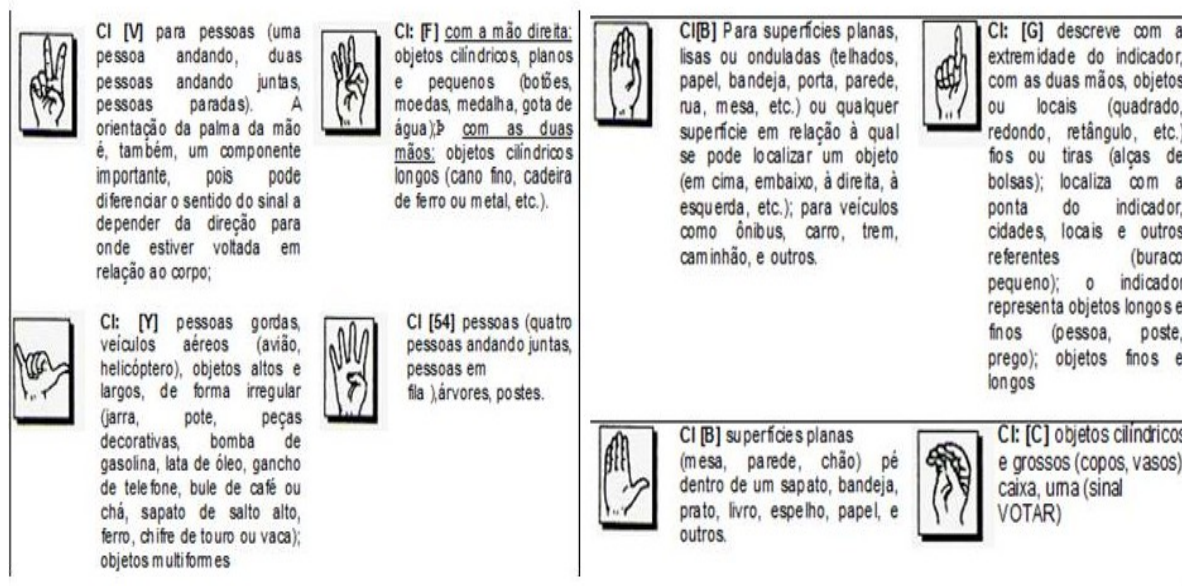 CI [V] para pessoas (uma
pessoa andando, duas
pessoas andando juntas,
pessoas paradas). A
orientação da palma da mão
é, também, um componente
importante, pois pode
diferenciar o sentido do sinal a
depender da direção para
onde estiver voltada em
relação ao corpo;
CI: [F] com a mão direita:
objetos cilíndricos, planos
e pequenos (botões,
moedas, medalha, gota de
água);Þ com as duas
mãos: objetos cilíndricos
longos (cano fino, cadeira
de ferro ou metal, etc.).
CI: [Y] pessoas gordas,
veículos aéreos (avião,
helicóptero), objetos altos e
largos, de forma irregular
(jarra, pote, peças
decorativas, bomba de
gasolina, lata de óleo, gancho
de telefone, bule de café ou
chá, sapato de salto alto,
ferro, chifre de touro ou vaca);
objetos multiformes
CI [54] pessoas (quatro
pessoas andando juntas,
pessoas em
fila ),árvores, postes.
CI[B] Para superfícies planas,
lisas ou onduladas (telhados,
papel, bandeja, porta, parede,
rua, mesa, etc.) ou qualquer
superfície em relação à qual
se pode localizar um objeto
(em cima, embaixo, à direita, à
esquerda, etc.); para veículos
como ônibus, carro, trem,
caminhão, e outros.
CI: [G] descreve com a
extremidade do indicador,
com as duas mãos, objetos
ou locais (quadrado,
redondo, retângulo, etc.)
fios ou tiras (alças de
bolsas); localiza com a
ponta do indicador,
cidades, locais e outros
referentes (buraco
pequeno); o indicador
representa objetos longos e
finos (pessoa, poste,
prego); objetos finos e
longos
CI [B] superfícies planas
(mesa, parede, chão) pé
dentro de um sapato, bandeja,
prato, livro, espelho, papel, e
outros.
CI: [C] objetos cilíndricos
e grossos (copos, vasos)
caixa, urna (sinal
VOTAR)